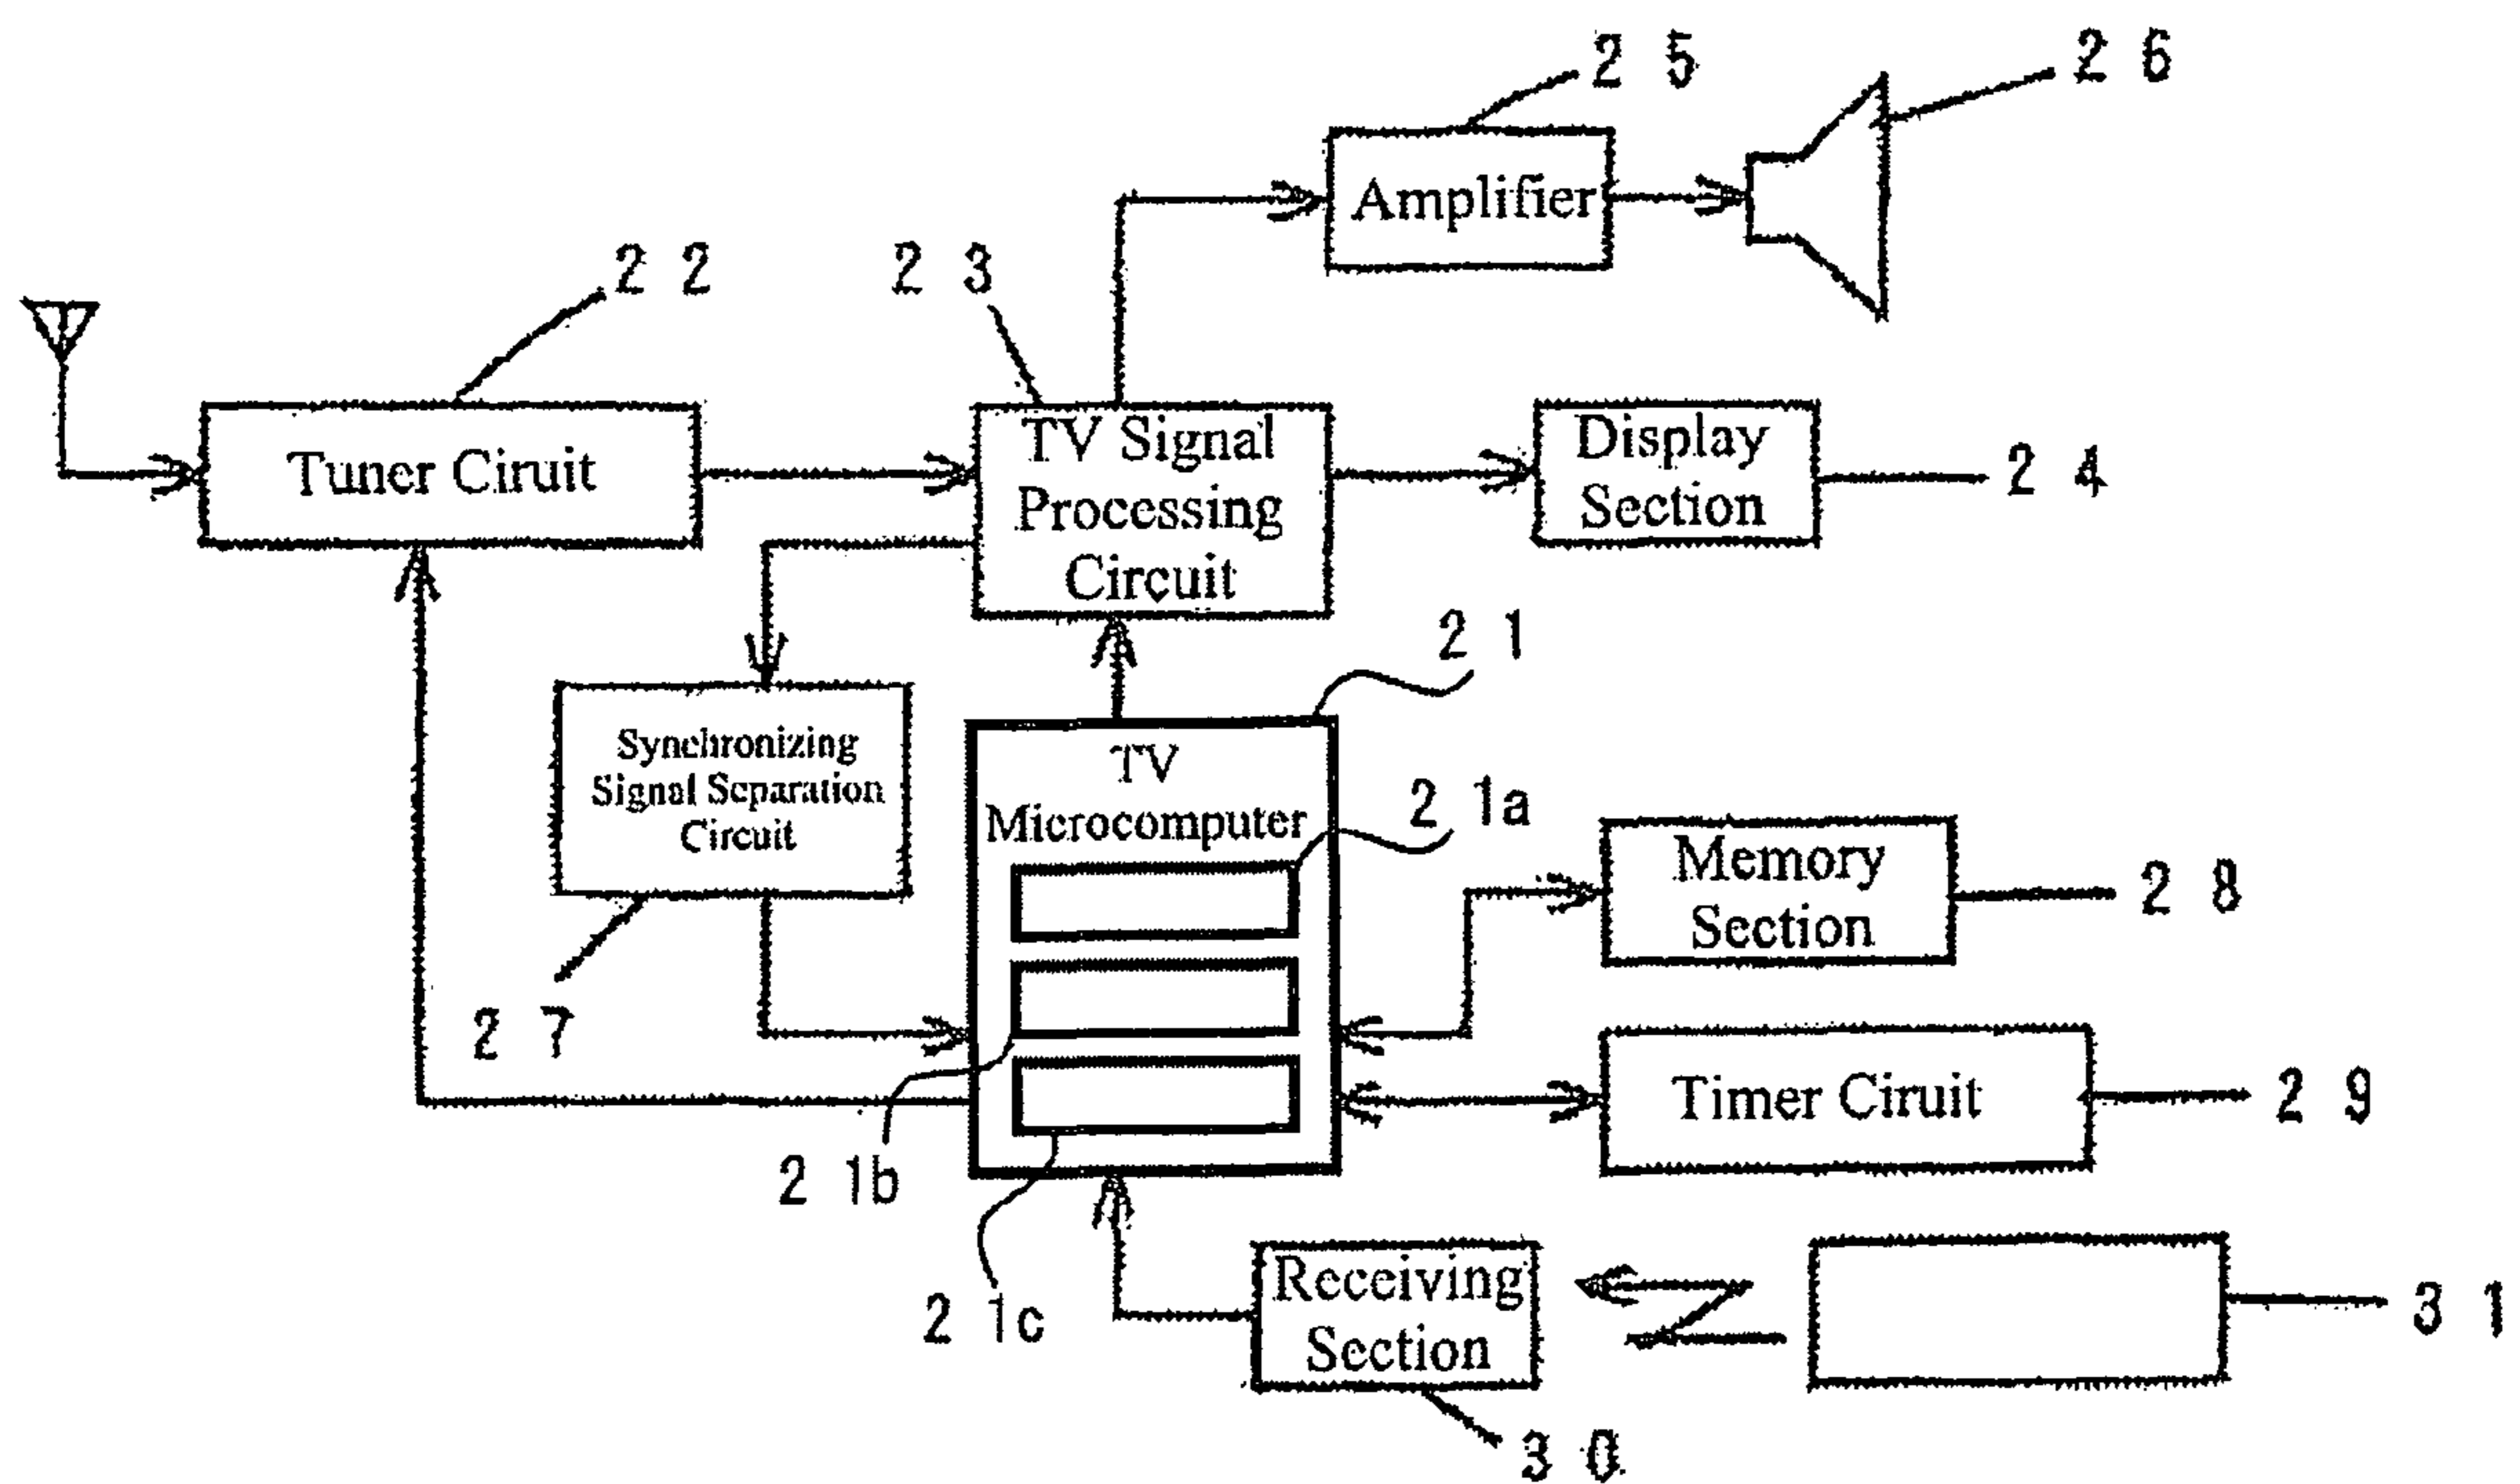 2 5
2 6
Amplifier
2 2
2 3
Tuner Ciruit
TV Signal
Processing
Circuit
Display
Section
2 4
2 1
Synchronizing
Signal Separation
Circuit
TV
Microcomputer
2 1a
Memory
Section
2 8
2 7
Timer Ciruit
2 9
2 1b
2 1c
Receiving
Section
3 1
3 0